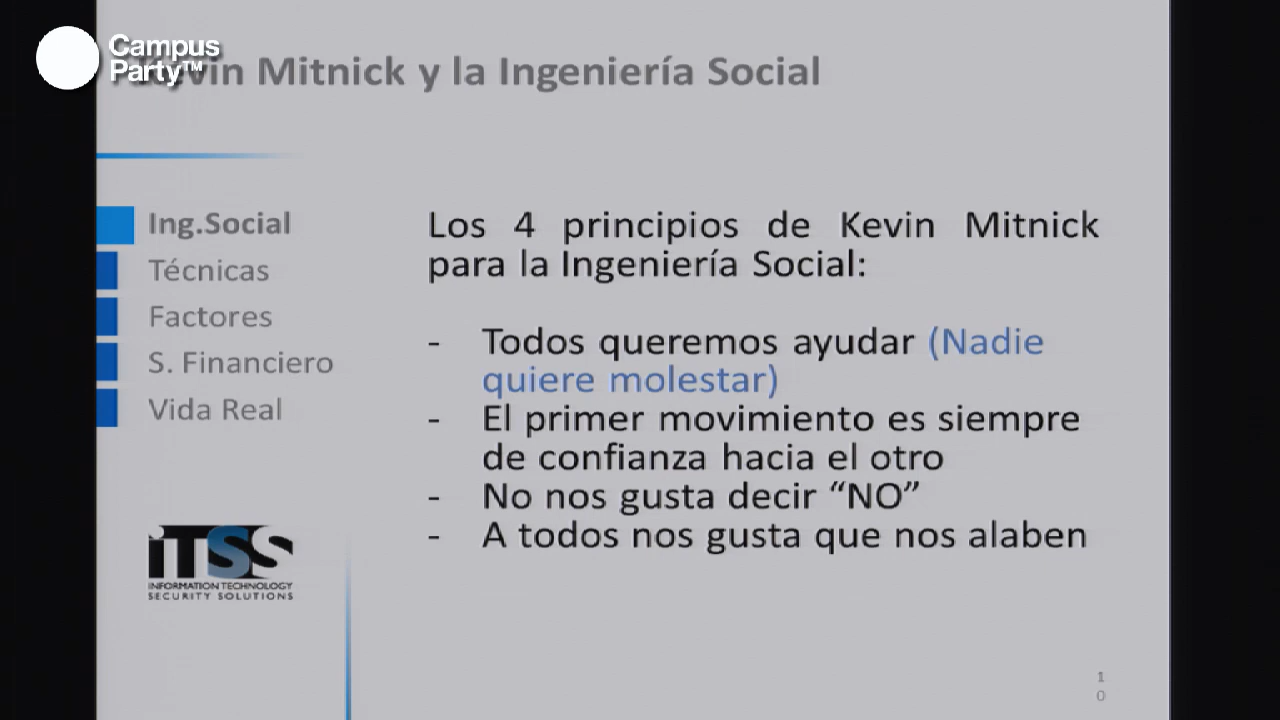 Campus
Party™
Kevin Mitnick y la Ingeniería Social
Ing.Social
Técnicas
Factores
S. Financiero
Vida Real
Los 4 principios de Kevin Mitnick
para la Ingeniería Social:
- Todos queremos ayudar (Nadie
quiere molestar)
- El primer movimiento es siempre
de confianza hacia el otro
- No nos gusta decir “NO”
- A todos nos gusta que nos alaben
iTSS
INFORMATION TECHNOLOGY
SECURITY SOLUTIONS
1
0